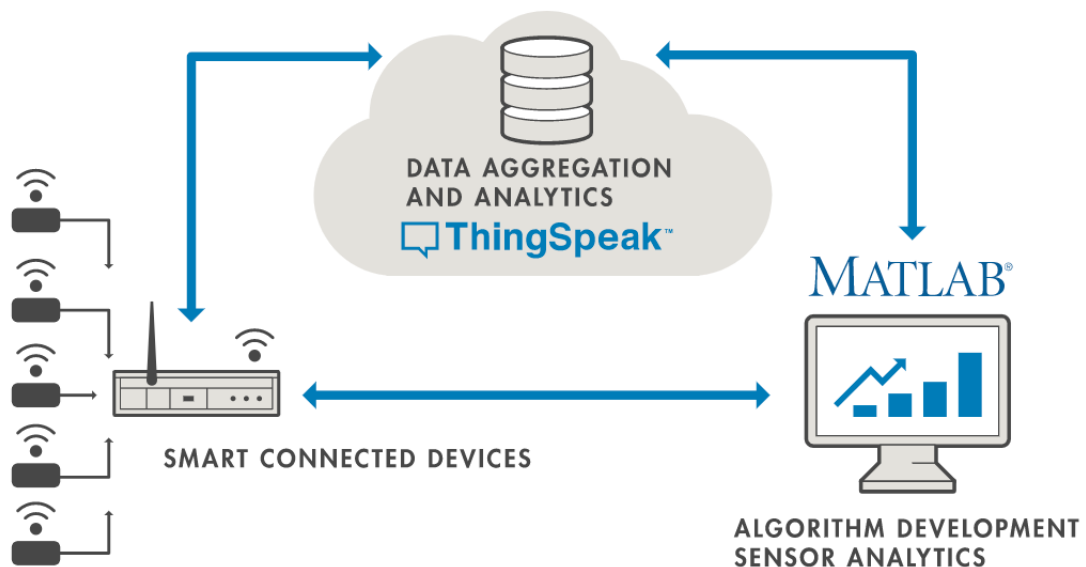 DATA AGGREGATION
AND ANALYTICS
ThingSpeak™
MATLAB®
SMART CONNECTED DEVICES
ALGORITHM DEVELOPMENT
SENSOR ANALYTICS